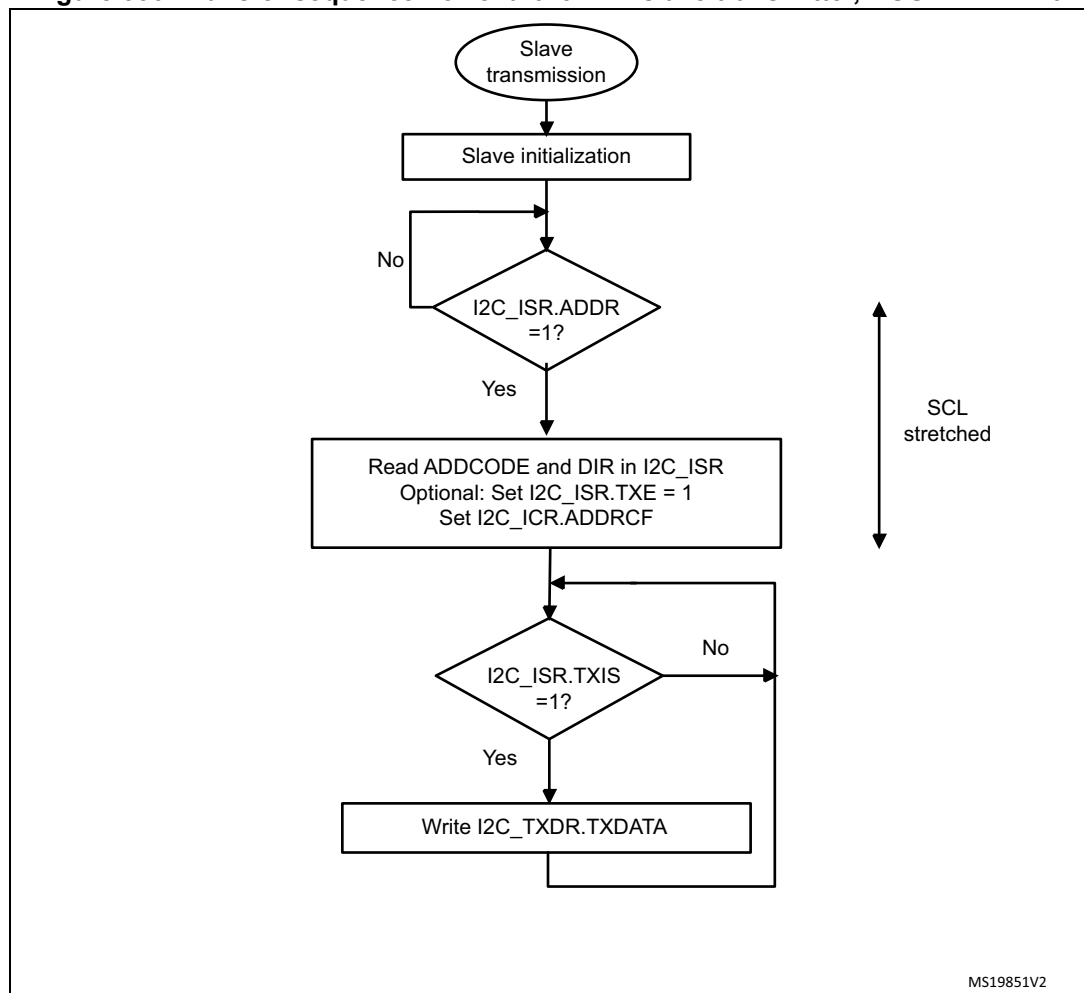 Slave
transmission
Slave initialization
No
I2C_ISR.ADDR
=1?
Yes
SCL
stretched
Read ADDCODE and DIR in I2C_ISR
Optional: Set I2C_ISR.TXE = 1
Set I2C_ICR.ADDRCF
I2C_ISR.TXIS
=1?
No
Yes
Write I2C_TXDR.TXDATA
MS19851V2